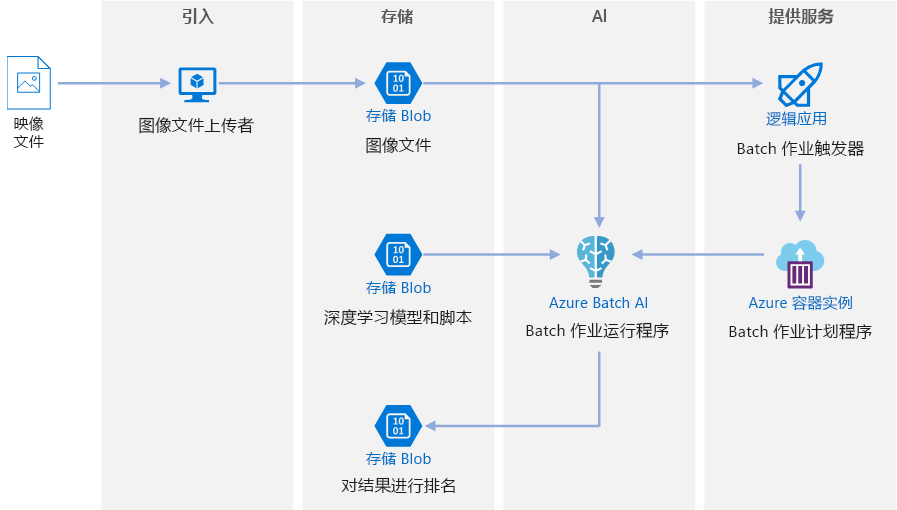 引入
存储
AI
提供服务
映像
文件
图像文件上传者
10
01
存储 Blob
图像文件
逻辑应用
Batch 作业触发器
10
01
存储 Blob
深度学习模型和脚本
Azure Batch AI
Batch 作业运行程序
Azure 容器实例
Batch 作业计划程序
10
01
存储 Blob
对结果进行排名